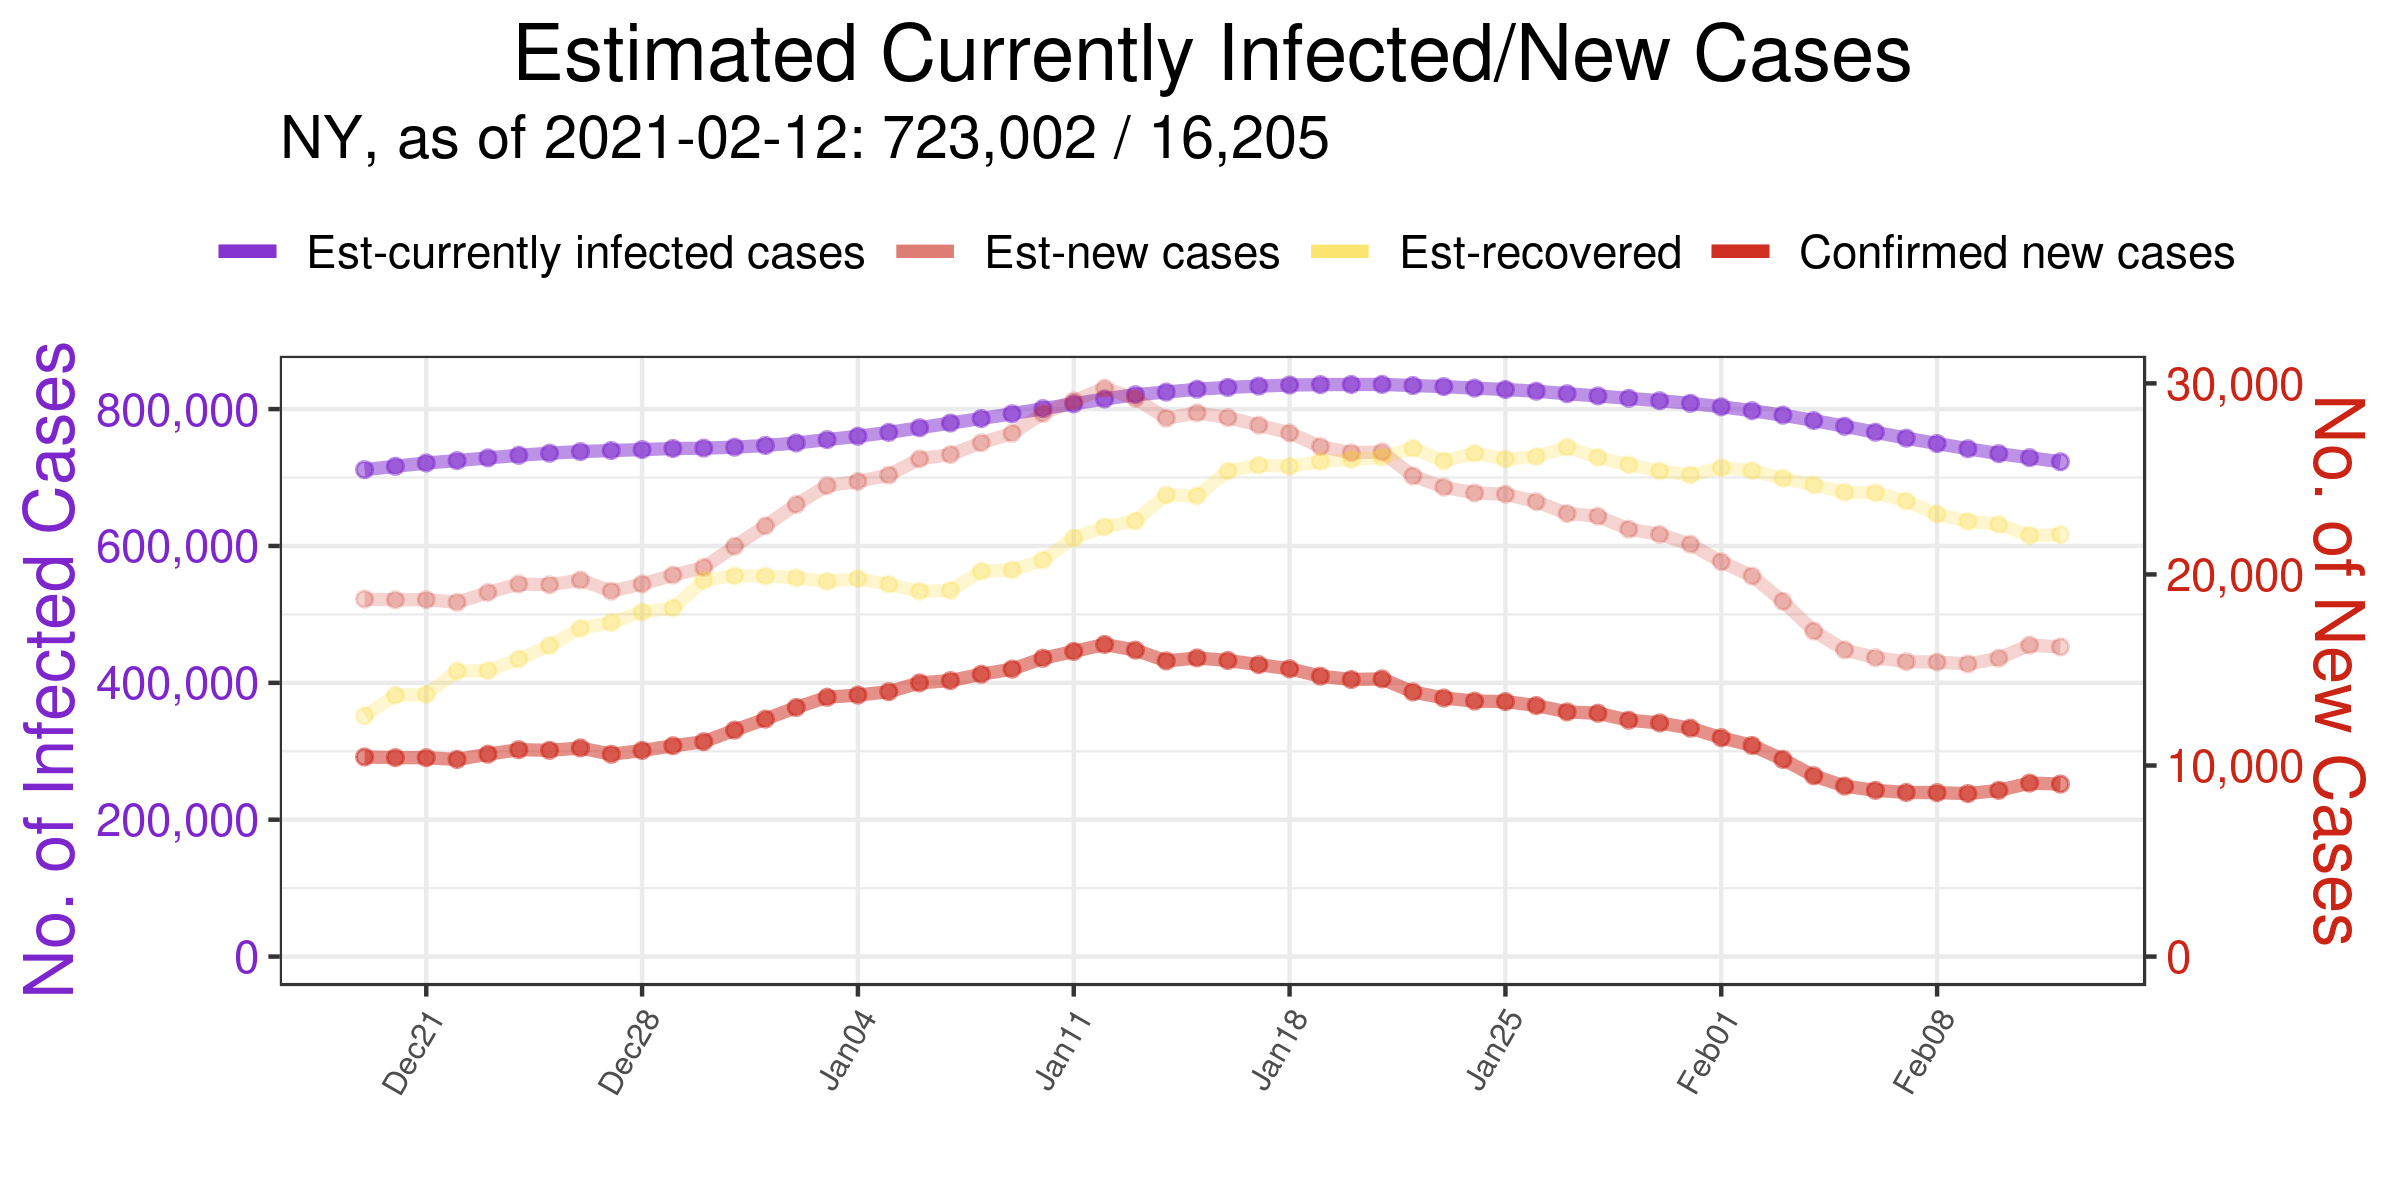 Estimated Currently Infected/New Cases
NY, as of 2021-02-12: 723,002 / 16,205
Est-currently infected cases
Est-new cases
Est-recovered
Confirmed new cases
No. of Infected Cases
800,000
600,000
400,000
200,000
0
30,000
20,000
10,000
0
No. of New Cases
Dec21
Dec28
Jan04
Jan11
Jan18
Jan25
Feb01
Feb08